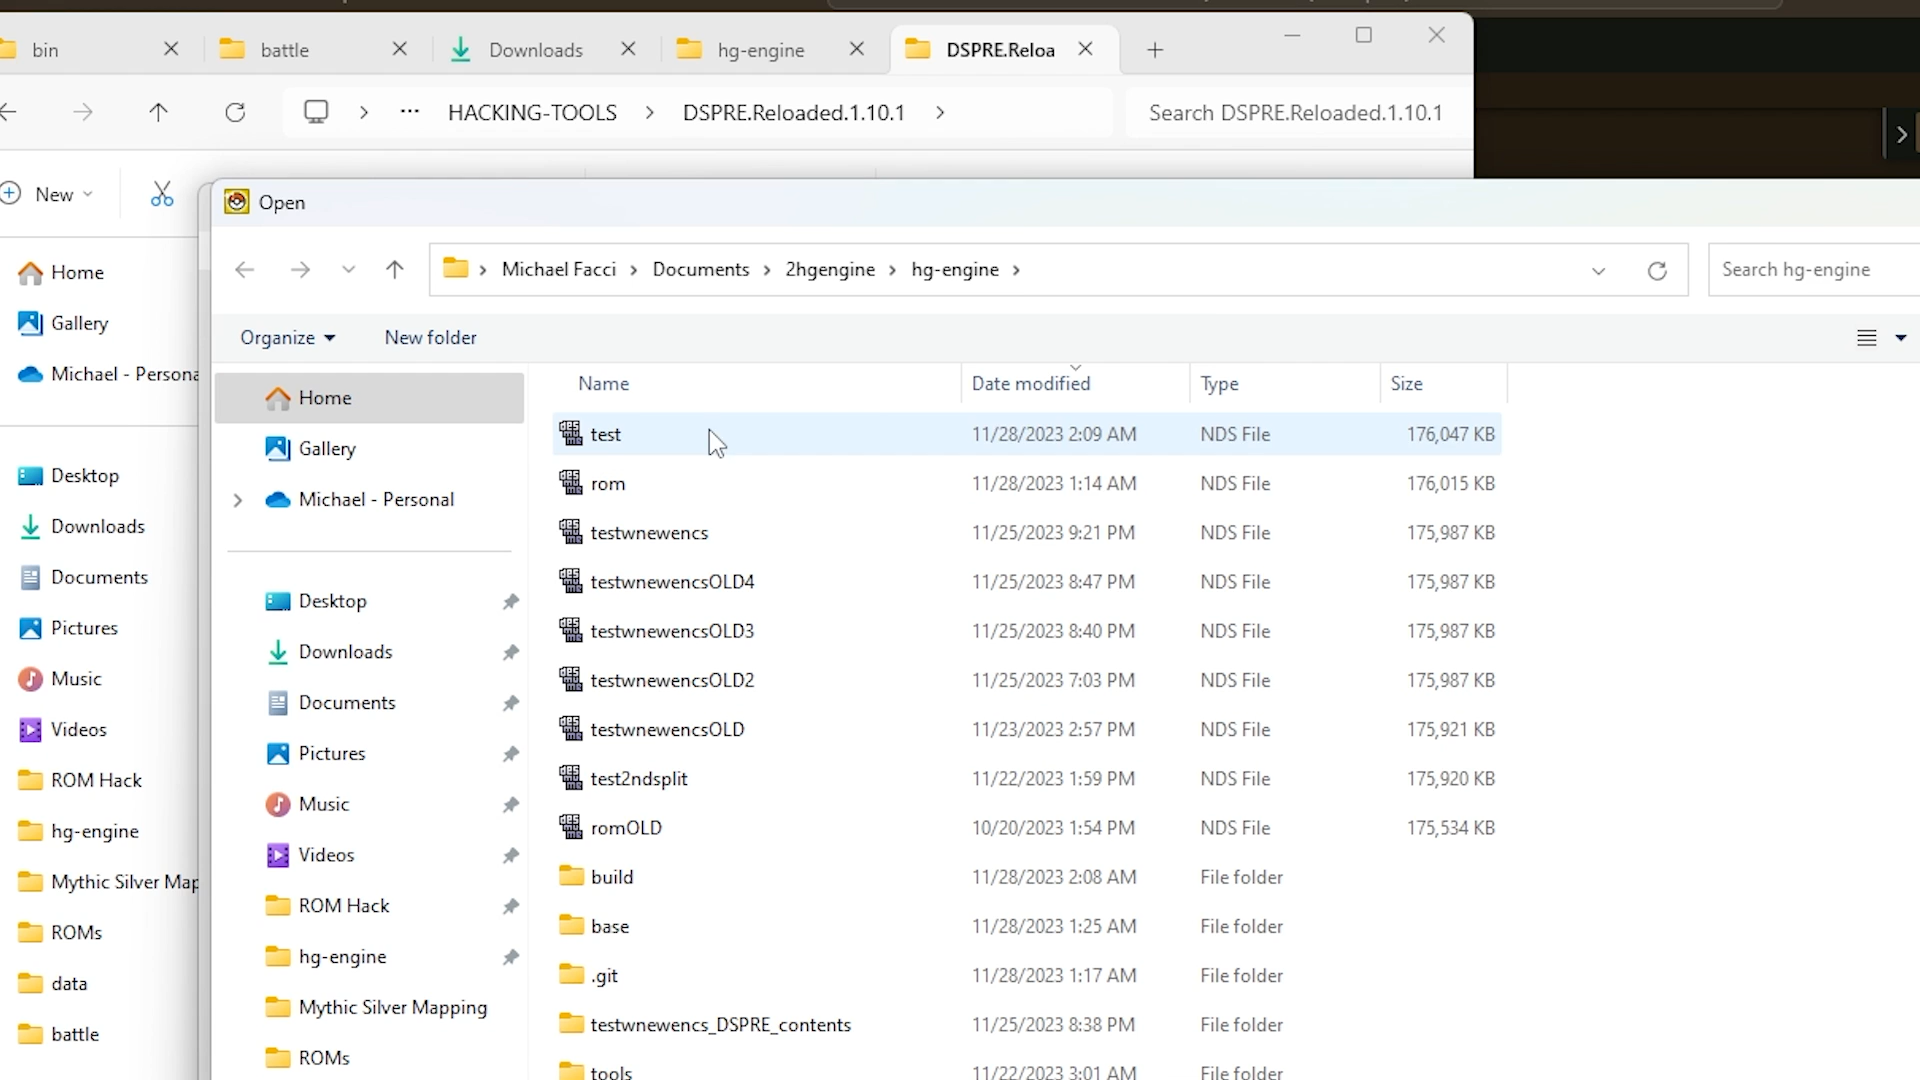 bin
battle
Downloads
hg-engine
DSPRE.Reloa
HACKING-TOOLS
DSPRE.Reloaded.1.10.1
Search DSPRE.Reloaded.1.10.1
New
Home
Gallery
Michael - Persona
Desktop
Downloads
Documents
Pictures
Music
Videos
ROM Hack
hg-engine
Mythic Silver Map
ROMs
data
battle
Open
Michael Facci
Documents
2hgengine
hg-engine
Search hg-engine
Organize
New folder
Home
Gallery
Michael - Personal
Desktop
Downloads
Documents
Pictures
Music
Videos
ROM Hack
hg-engine
Mythic Silver Mapping
ROMs
Name Date modified Type Size
test 11/28/2023 2:09 AM NDS File 176,047 KB
rom 11/28/2023 1:14 AM NDS File 176,015 KB
testwnewencs 11/25/2023 9:21 PM NDS File 175,987 KB
testwnewencsOLD4 11/25/2023 8:47 PM NDS File 175,987 KB
testwnewencsOLD3 11/25/2023 8:40 PM NDS File 175,987 KB
testwnewencsOLD2 11/25/2023 7:03 PM NDS File 175,987 KB
testwnewencsOLD 11/23/2023 2:57 PM NDS File 175,921 KB
test2ndsplit 11/22/2023 1:59 PM NDS File 175,920 KB
romOLD 10/20/2023 1:54 PM NDS File 175,534 KB
build 11/28/2023 2:08 AM File folder
base 11/28/2023 1:25 AM File folder
.git 11/28/2023 1:17 AM File folder
testwnewencs_DSPRE_contents 11/25/2023 8:38 PM File folder
tools 11/22/2023 3:01 AM File folder